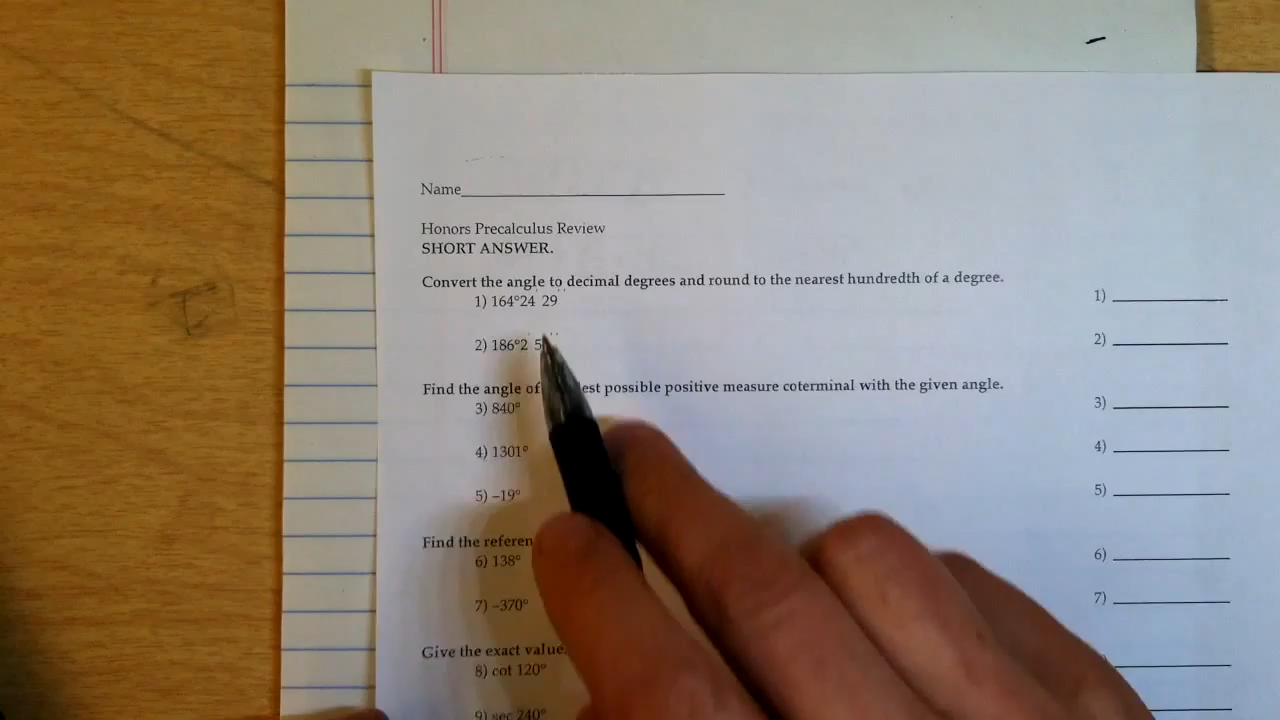 Name
Honors Precalculus Review
SHORT ANSWER.
Convert the angle to decimal degrees and round to the nearest hundredth of a degree.
1) 164°24′29′′
1)
2) 186°2′
2)
Find the angle of possible positive measure coterminal with the given angle.
3) 840°
3)
4) 1301°
4)
5) –19°
5)
Find the
6) 138°
6)
7) –370°
7)
Give the exact value.
8) cot 120°
9) sec 240°